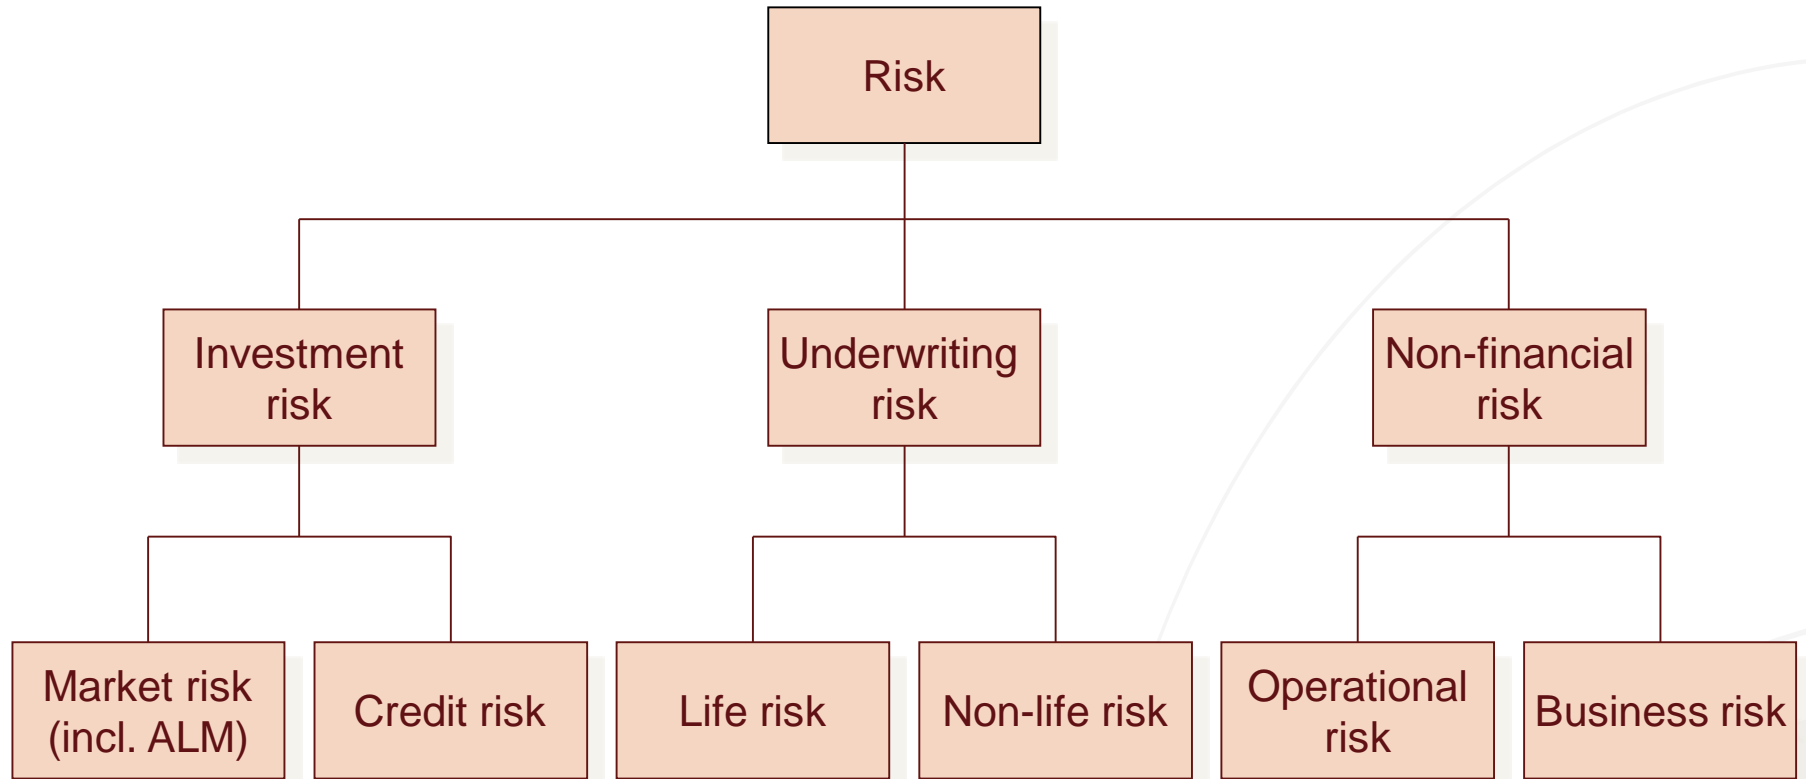 Risk
Investment
risk
Underwriting
risk
Non-financial
risk
Market risk
(incl. ALM)
Credit risk
Life risk
Non-life risk
Operational
risk
Business risk